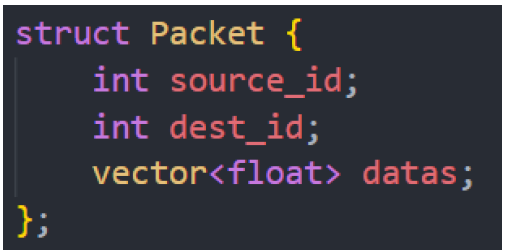 struct Packet {
    int source_id;
    int dest_id;
    vector<float> datas;
};